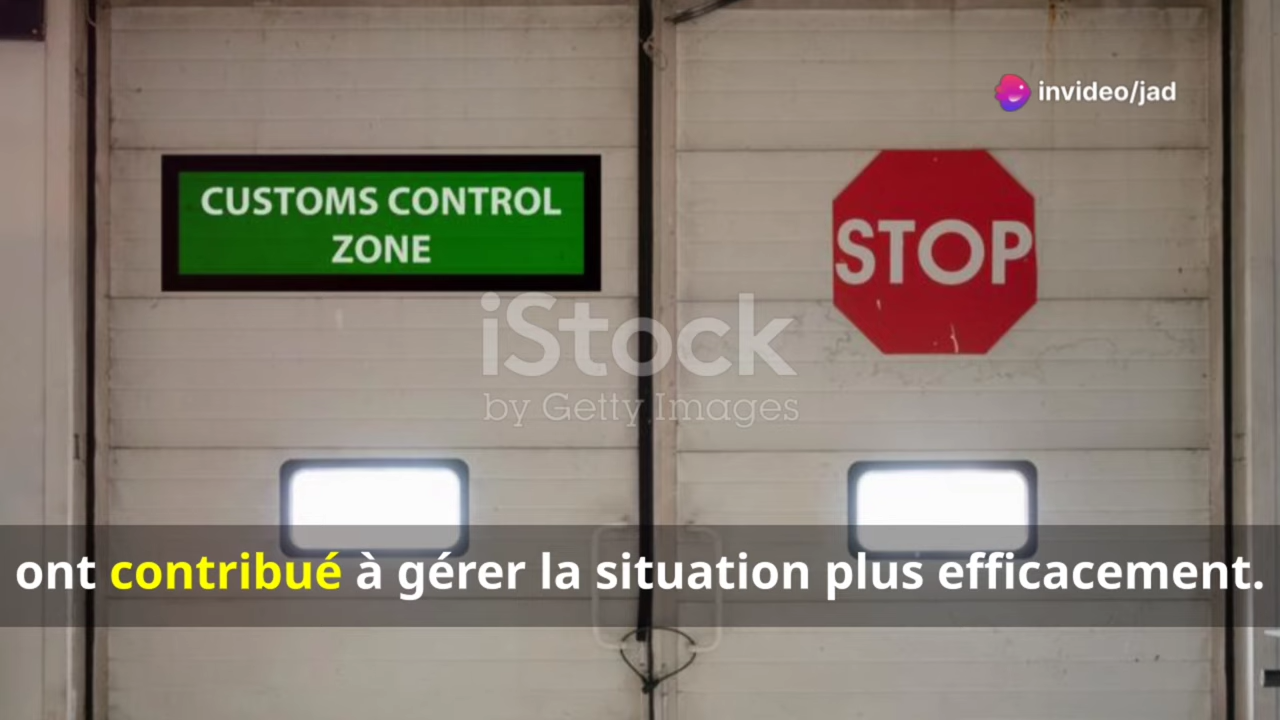 invideo/jad
CUSTOMS CONTROL
ZONE
STOP
iStock
by Getty Images
ont contribué à gérer la situation plus efficacement.